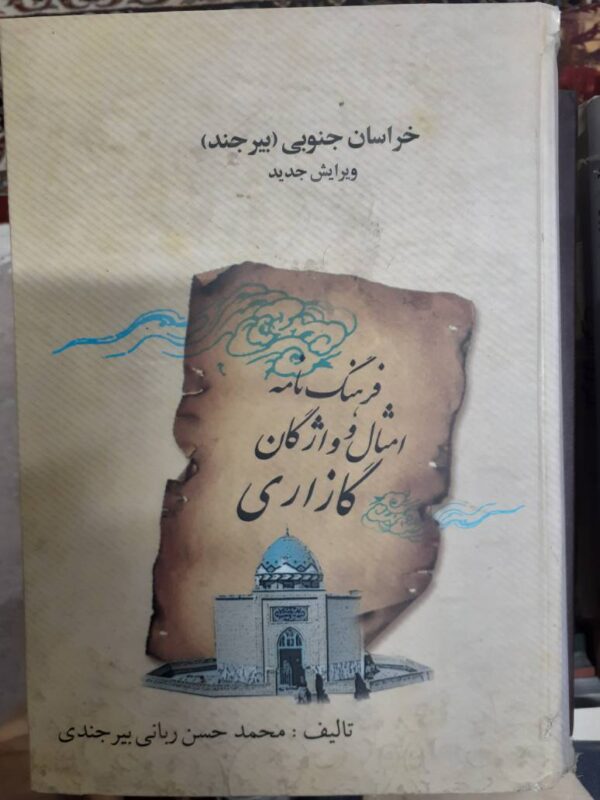 خراسان جنوبی (بیرجند)
ویرایش جدید
فرهنگ نامه
امثال و واژگان
گازاری
تالیف : محمد حسن ربانی بیرجندی